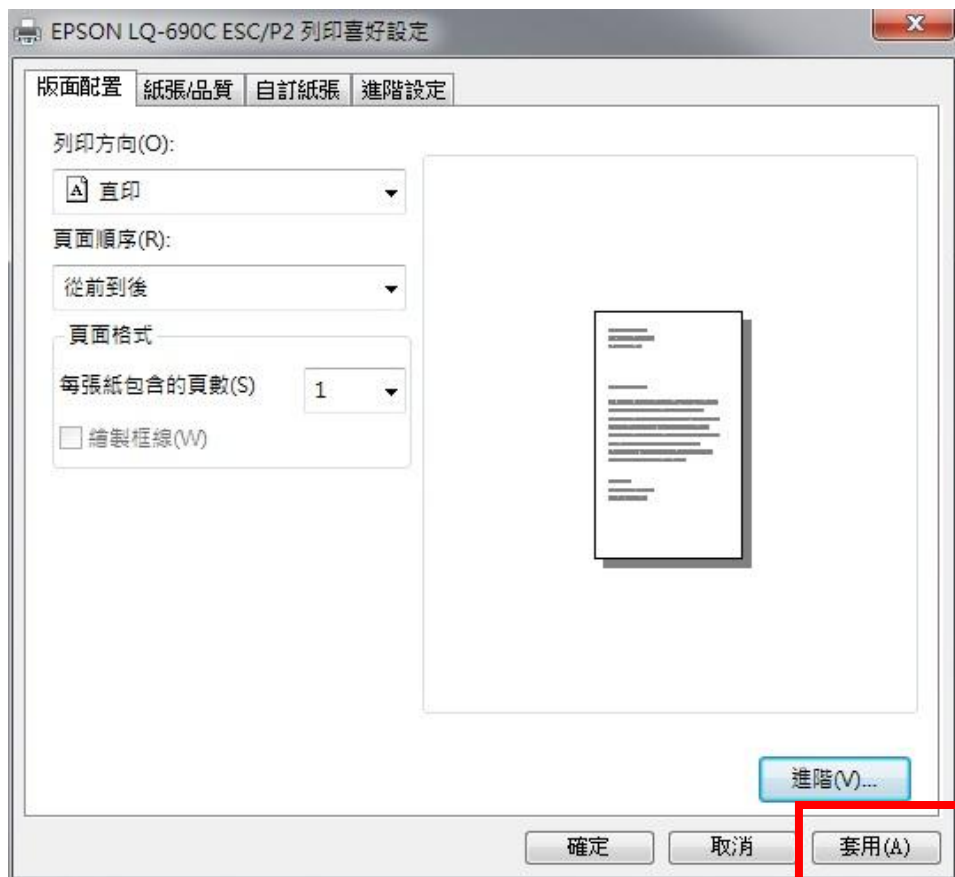 EPSON LQ-690C ESC/P2 列印喜好設定
版面配置 紙張/品質 自訂紙張 進階設定
列印方向(O):
A 直印
頁面順序(R):
從前到後
頁面格式
每張紙包含的頁數(S) 1
繪製框線(W)
進階(V)...
確定 取消 套用(A)